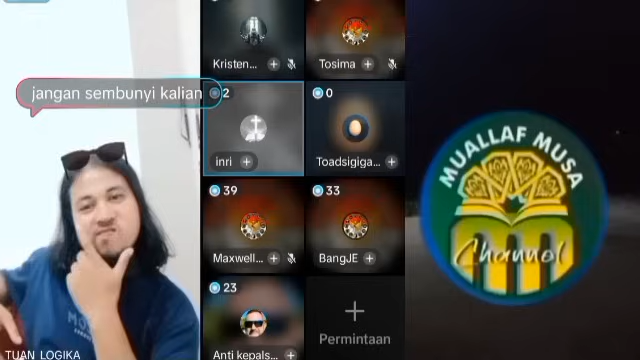 jangan sembunyi kalian
TUAN LOGIKA
Kristen...
Tosima
2
inri
0
Toadsigiga...
39
Maxwell...
33
BangJE
23
Anti kepals...
Permintaan
MUALLAF MUSA
Channel